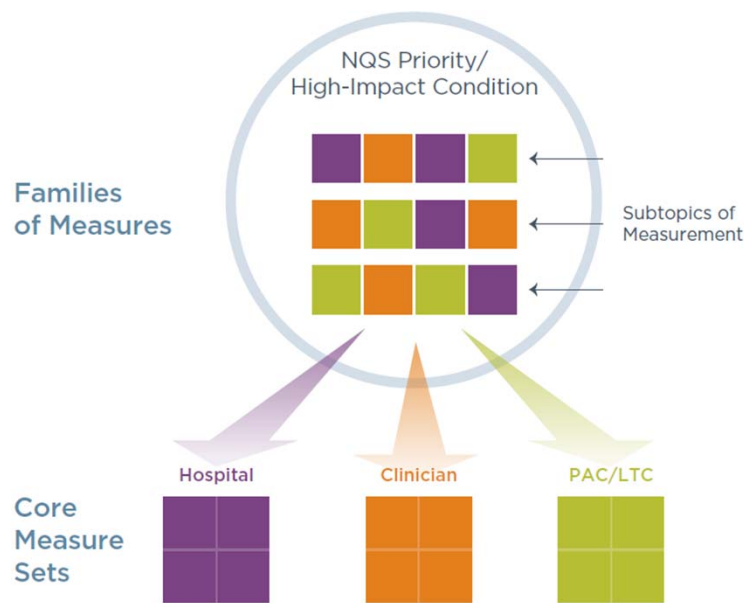 NQS Priority/
High-Impact Condition
Families
of Measures
Subtopics of
Measurement
Hospital
Clinician
PAC/LTC
Core
Measure
Sets